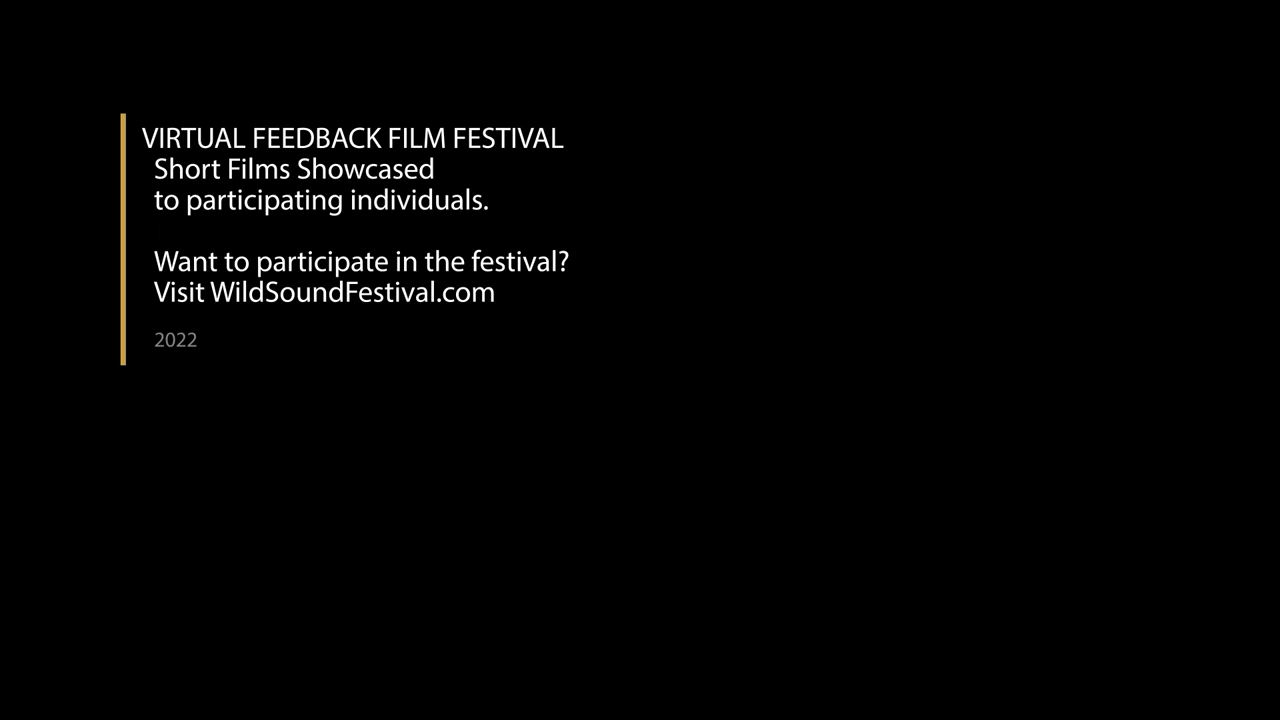 VIRTUAL FEEDBACK FILM FESTIVAL
Short Films Showcased
to participating individuals.
Want to participate in the festival?
Visit WildSoundFestival.com
2022